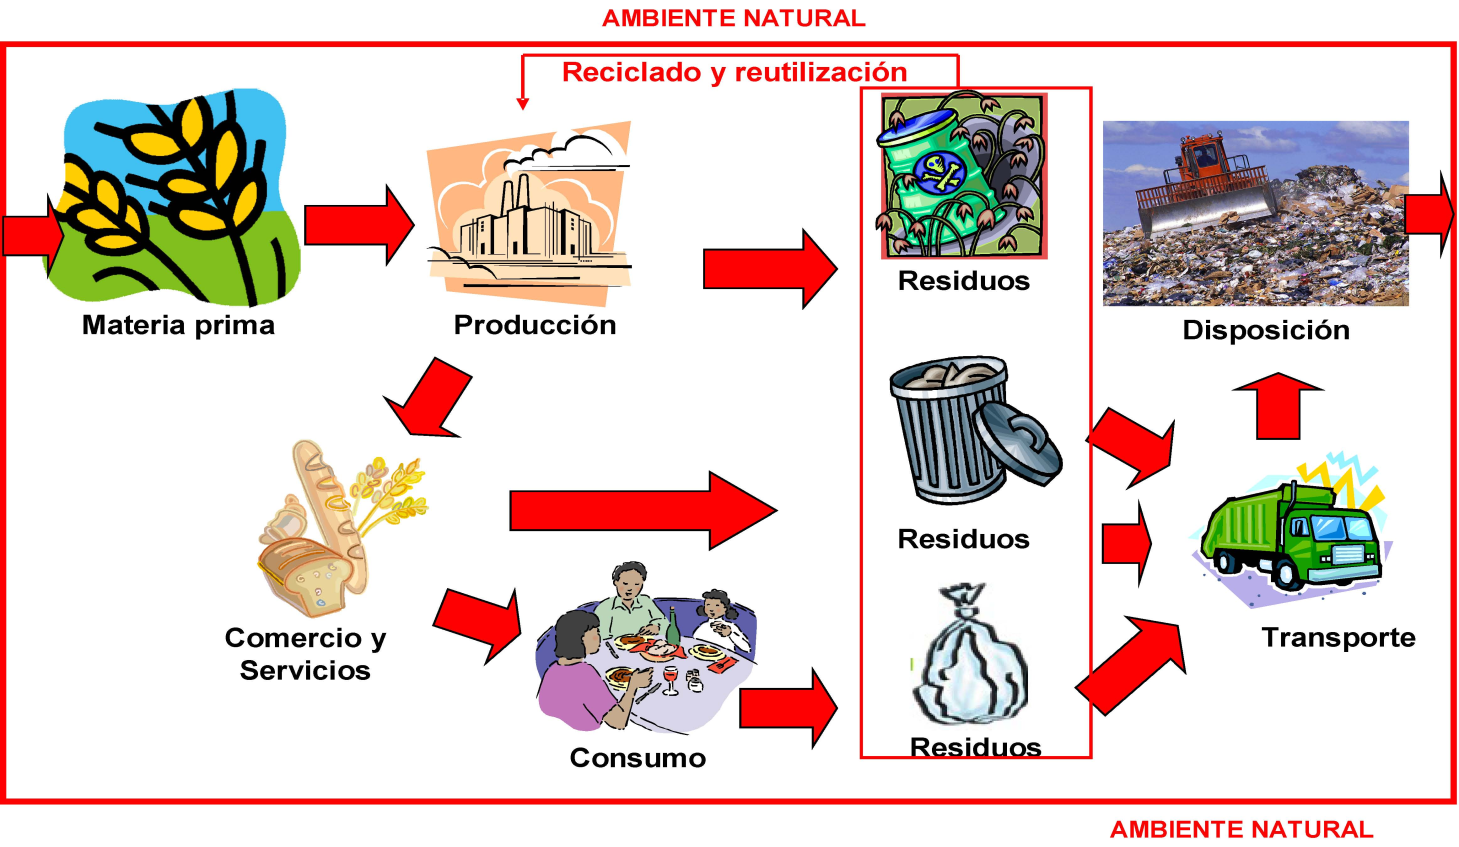 AMBIENTE NATURAL
Reciclado y reutilización
Residuos
Materia prima
Producción
Disposición
Residuos
Comercio y
Servicios
Transporte
Consumo
Residuos
AMBIENTE NATURAL